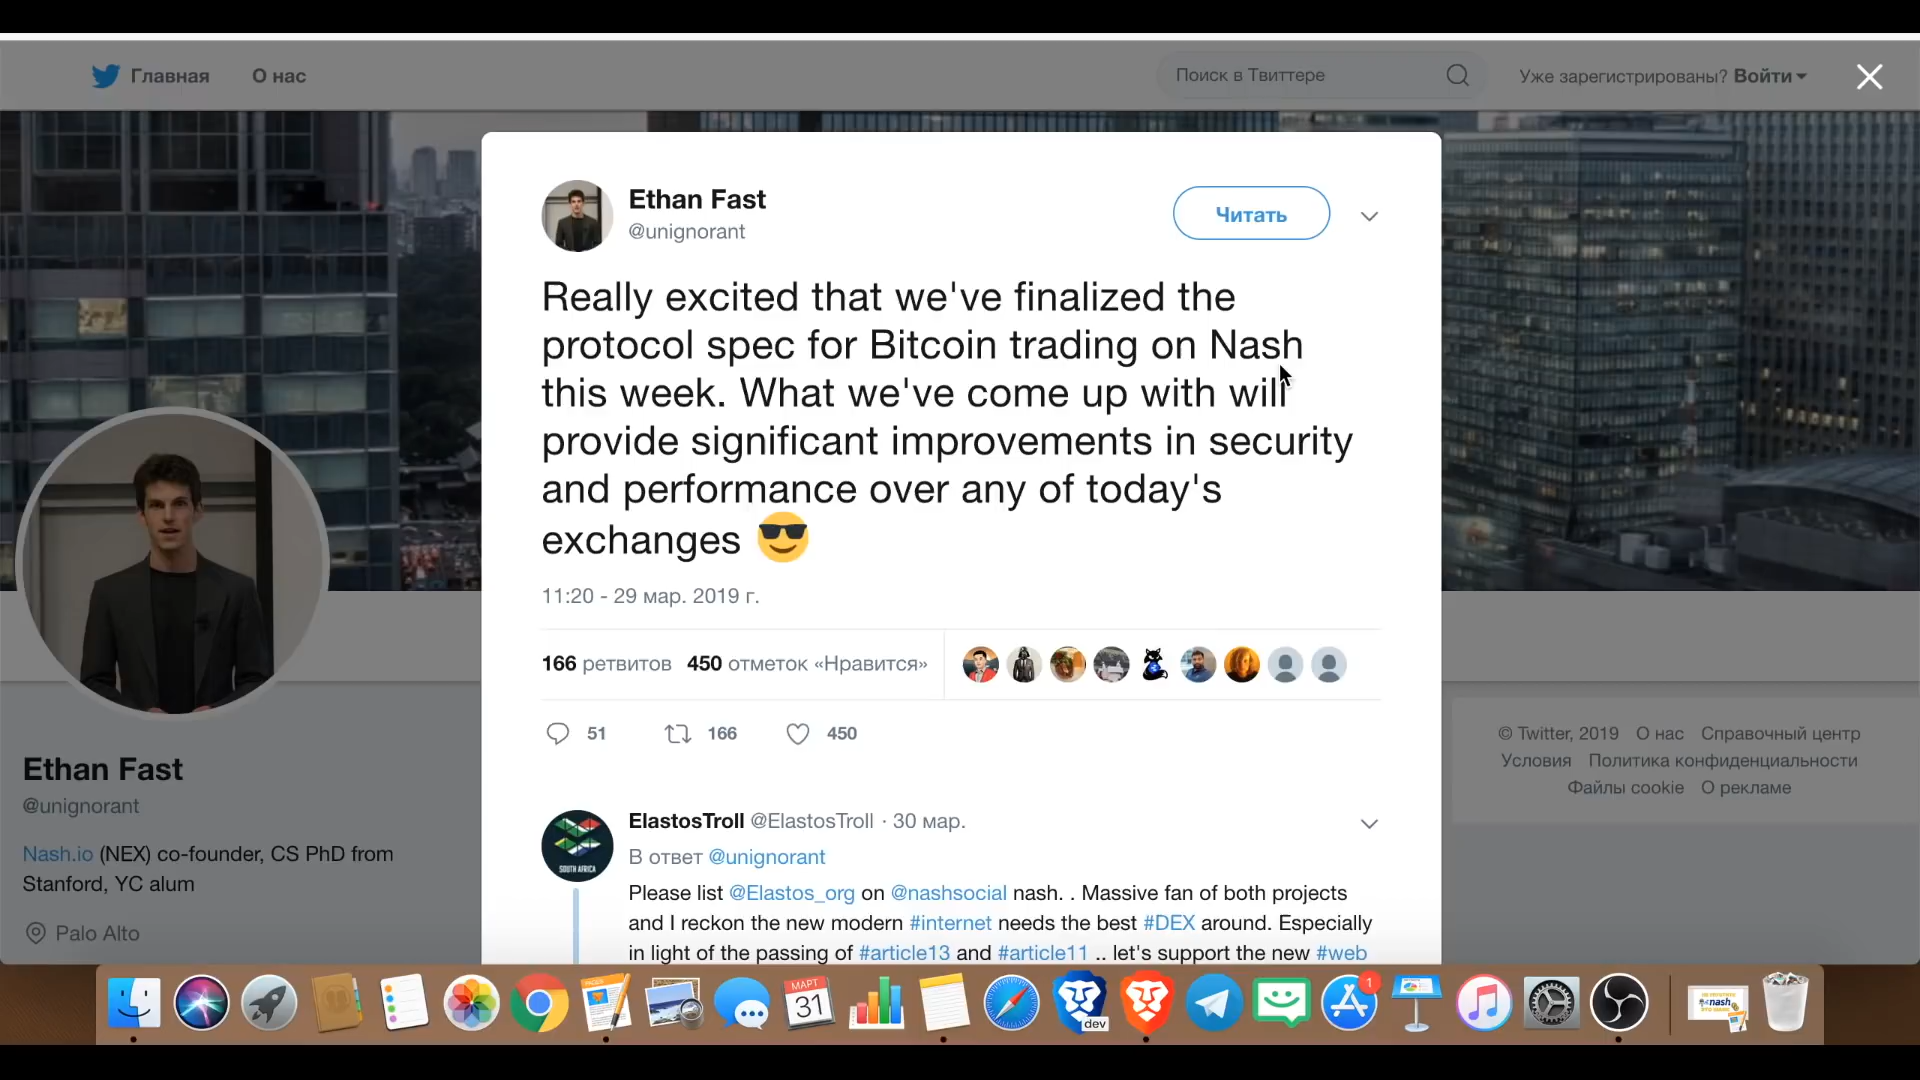 Главная О нас
Поиск в Твиттере
Уже зарегистрированы? Войти
Ethan Fast
@unignorant
Читать
Really excited that we've finalized the
protocol spec for Bitcoin trading on Nash
this week. What we've come up with will
provide significant improvements in security
and performance over any of today's
exchanges 😎
11:20 - 29 мар. 2019 г.
166 ретвитов 450 отметок «Нравится»
51 166 450
ElastosTroll @ElastosTroll · 30 мар.
В ответ @unignorant
Please list @Elastos_org on @nashsocial nash. . Massive fan of both projects
and I reckon the new modern #internet needs the best #DEX around. Especially
in light of the passing of #article13 and #article11 .. let's support the new #web
SOUTH AFRICA
Ethan Fast
@unignorant
Nash.io (NEX) co-founder, CS PhD from
Stanford, YC alum
Palo Alto
© Twitter, 2019 О нас Справочный центр
Условия Политика конфиденциальности
Файлы cookie О рекламе
МАРТ
31
dev
1
nash